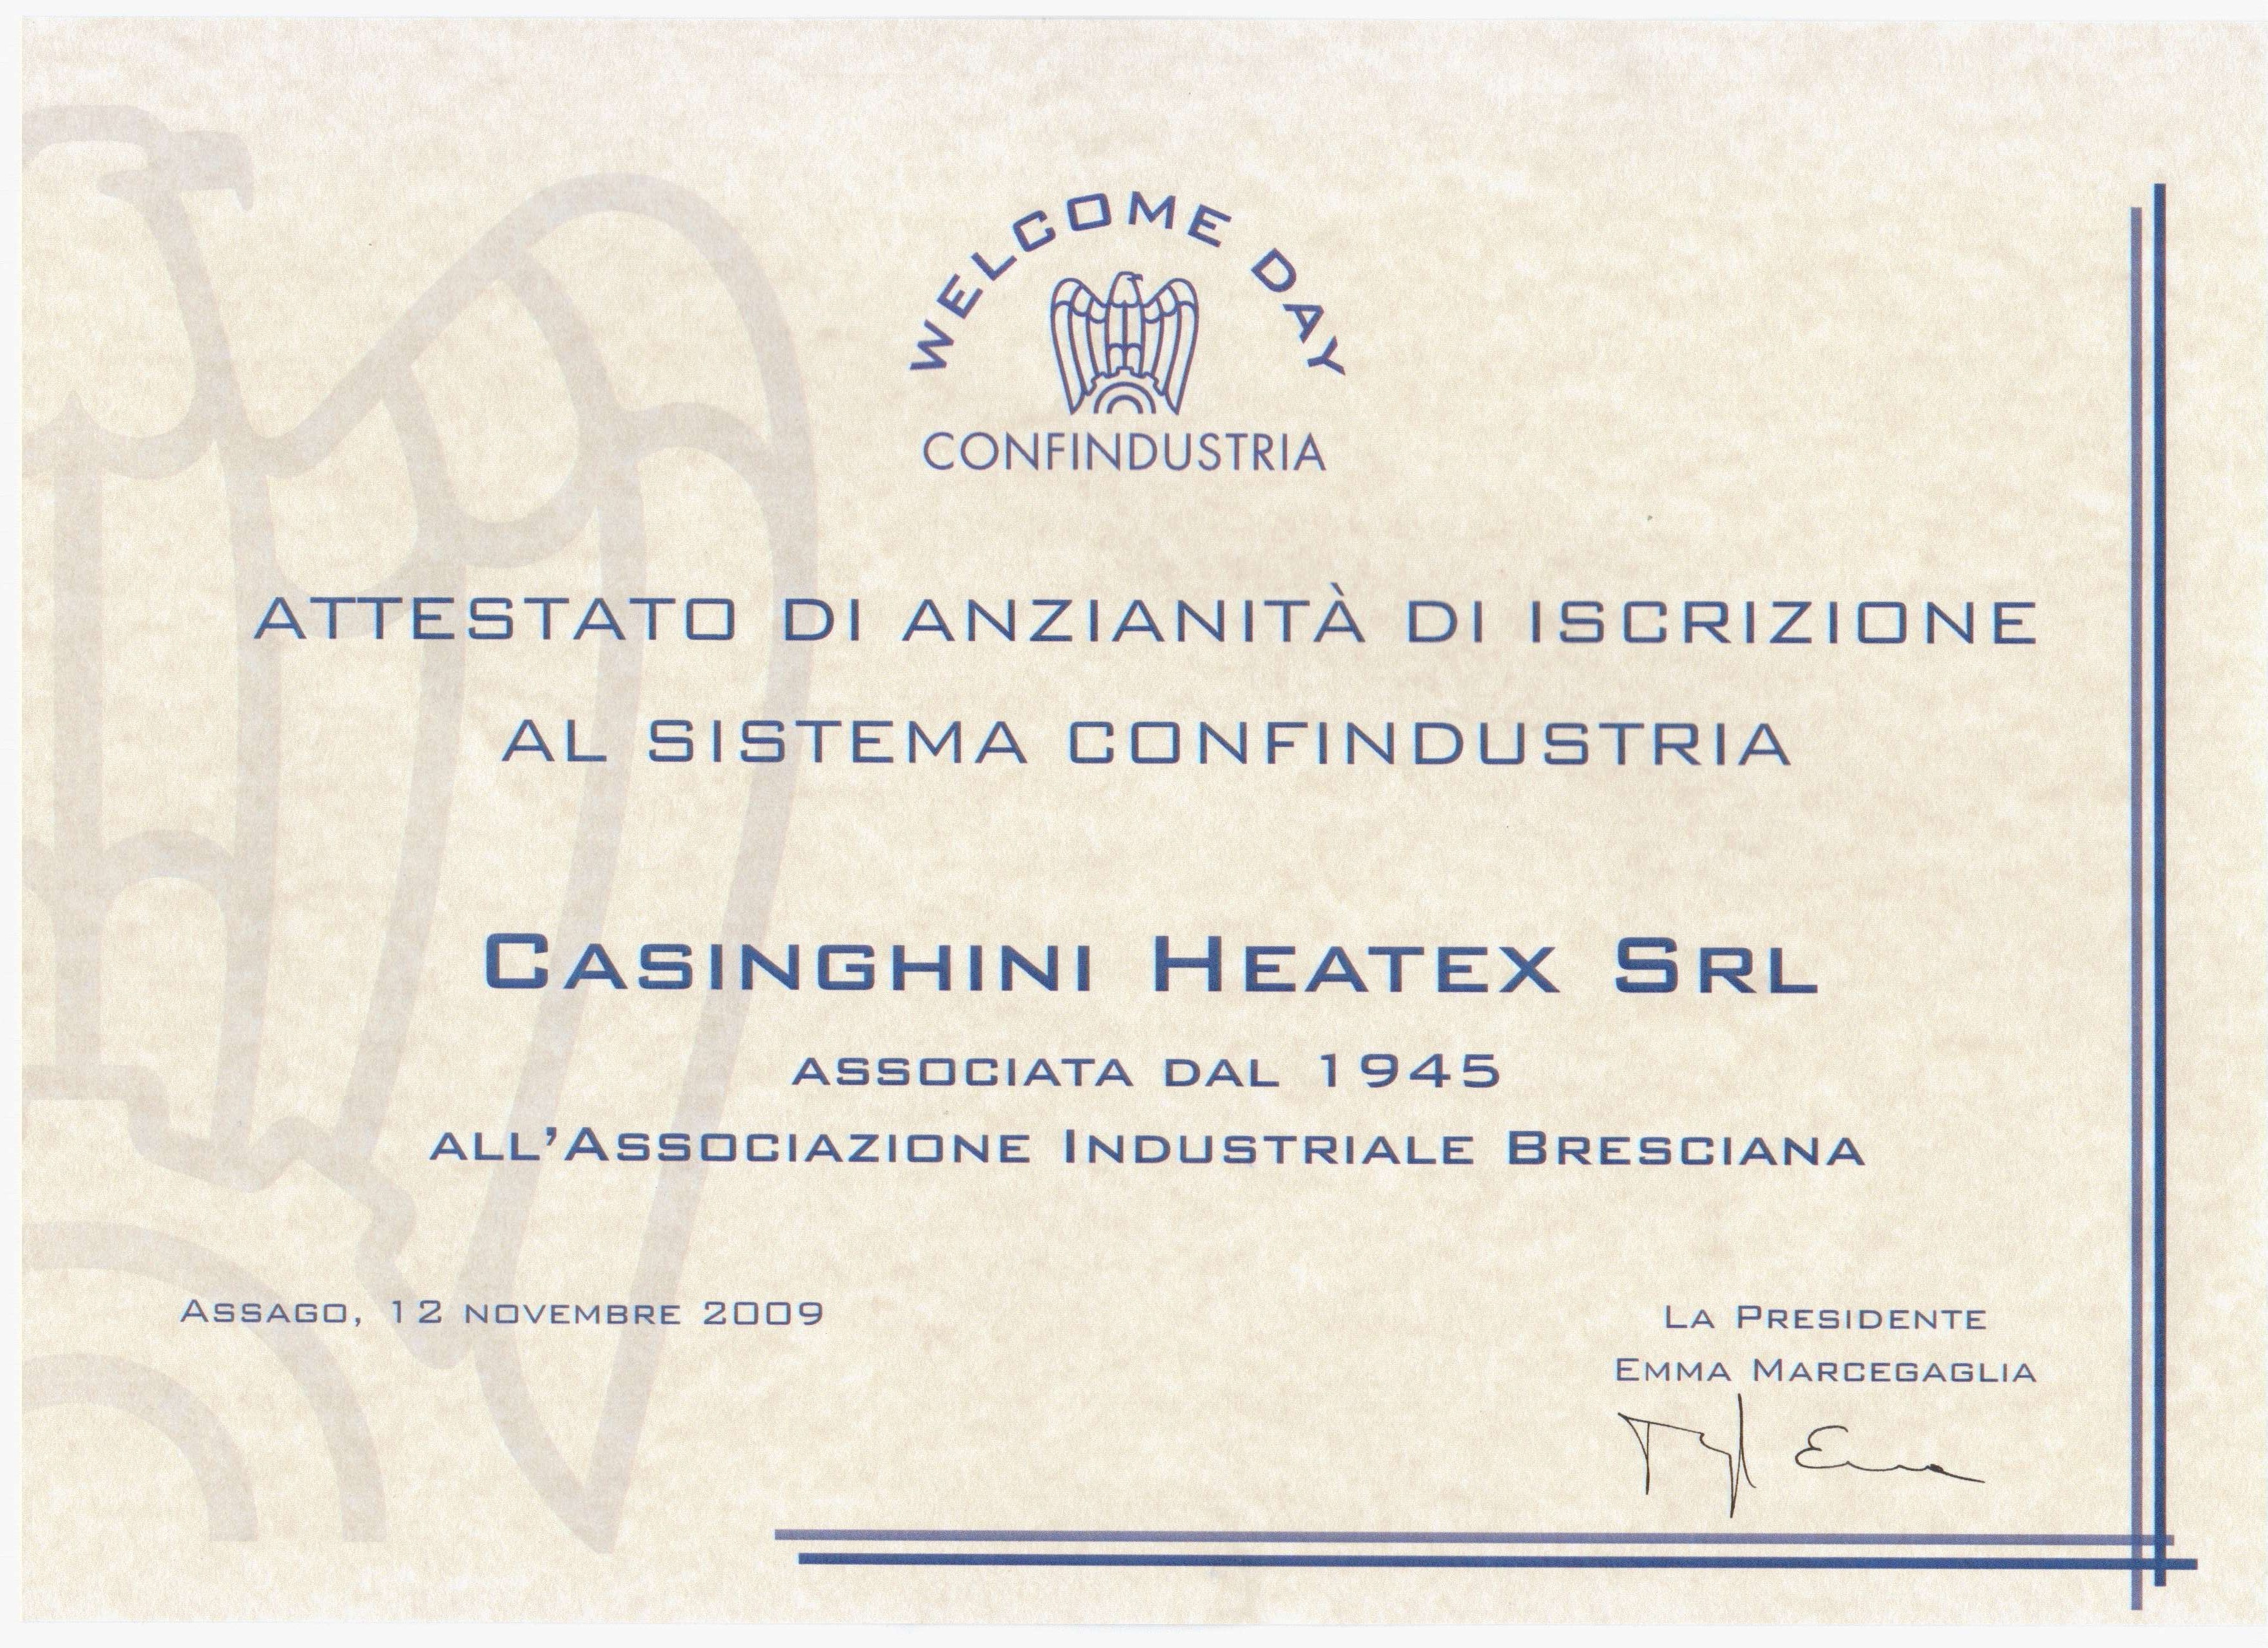 WELCOME DAY
CONFINDUSTRIA
ATTESTATO DI ANZIANITÀ DI ISCRIZIONE
AL SISTEMA CONFINDUSTRIA
CASINGHINI HEATEX SRL
ASSOCIATA DAL 1945
ALL'ASSOCIAZIONE INDUSTRIALE BRESCIANA
ASSAGO, 12 NOVEMBRE 2009
LA PRESIDENTE
EMMA MARCEGAGLIA